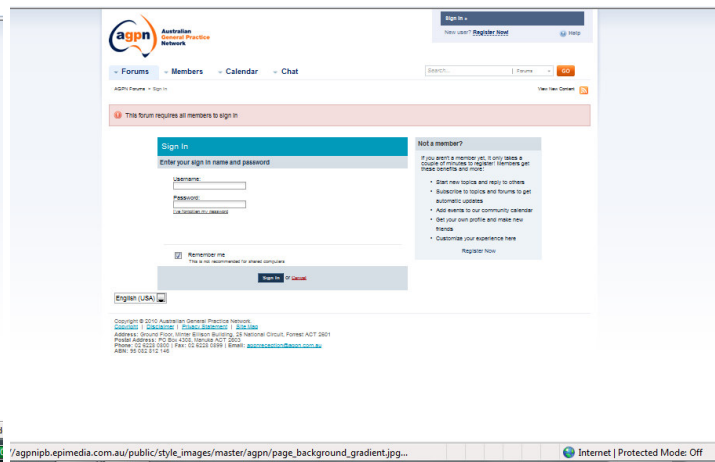 Sign In
New user? Register Now!
Help
agpn
Australian
General Practice
Network
Forums
Members
Calendar
Chat
Search...
Forums
GO
AGPN Forums
Sign In
View New Content
This forum requires all members to sign in
Sign In
Enter your sign in name and password
Username:
Password:
I've forgotten my password
Remember me
This is not recommended for shared computers
Sign In or Cancel
Not a member?
If you aren't a member yet, it only takes a
couple of minutes to register! Members get
these benefits and more:
• Start new topics and reply to others
• Subscribe to topics and forums to get
automatic updates
• Add events to our community calendar
• Get your own profile and make new
friends
• Customize your experience here
Register Now
English (USA)
Copyright © 2010 Australian General Practice Network.
Copyright | Disclaimer | Privacy Statement | Site Map
Address: Ground Floor, Minter Ellison Building, 25 National Circuit, Forrest ACT 2601
Postal Address: PO Box 4308, Manuka ACT 2603
Phone: 02 6228 0800 | Fax: 02 6228 0899 | Email: agpnreception@agpn.com.au
ABN: 95 082 812 146
//agpnipb.epimedia.com.au/public/style_images/master/agpn/page_background_gradient.jpg...
Internet | Protected Mode: Off